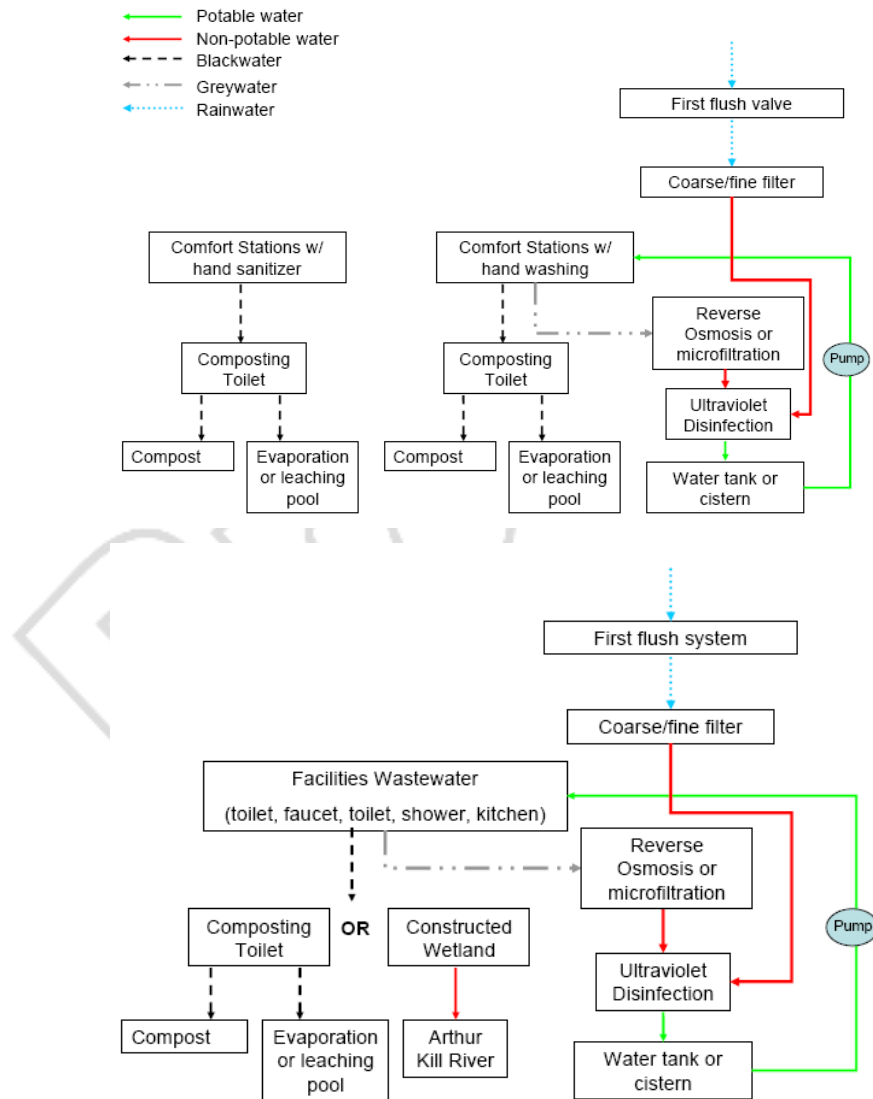 Potable water
Non-potable water
Blackwater
Greywater
Rainwater
First flush valve
Coarse/fine filter
Comfort Stations w/
hand sanitizer
Comfort Stations w/
hand washing
Reverse
Osmosis or
microfiltration
Pump
Composting
Toilet
Composting
Toilet
Ultraviolet
Disinfection
Compost
Evaporation
or leaching
pool
Compost
Evaporation
or leaching
pool
Water tank or
cistern
First flush system
Coarse/fine filter
Facilities Wastewater
(toilet, faucet, toilet, shower, kitchen)
Reverse
Osmosis or
microfiltration
Pump
Composting
Toilet
OR
Constructed
Wetland
Ultraviolet
Disinfection
Compost
Evaporation
or leaching
pool
Arthur
Kill River
Water tank or
cistern